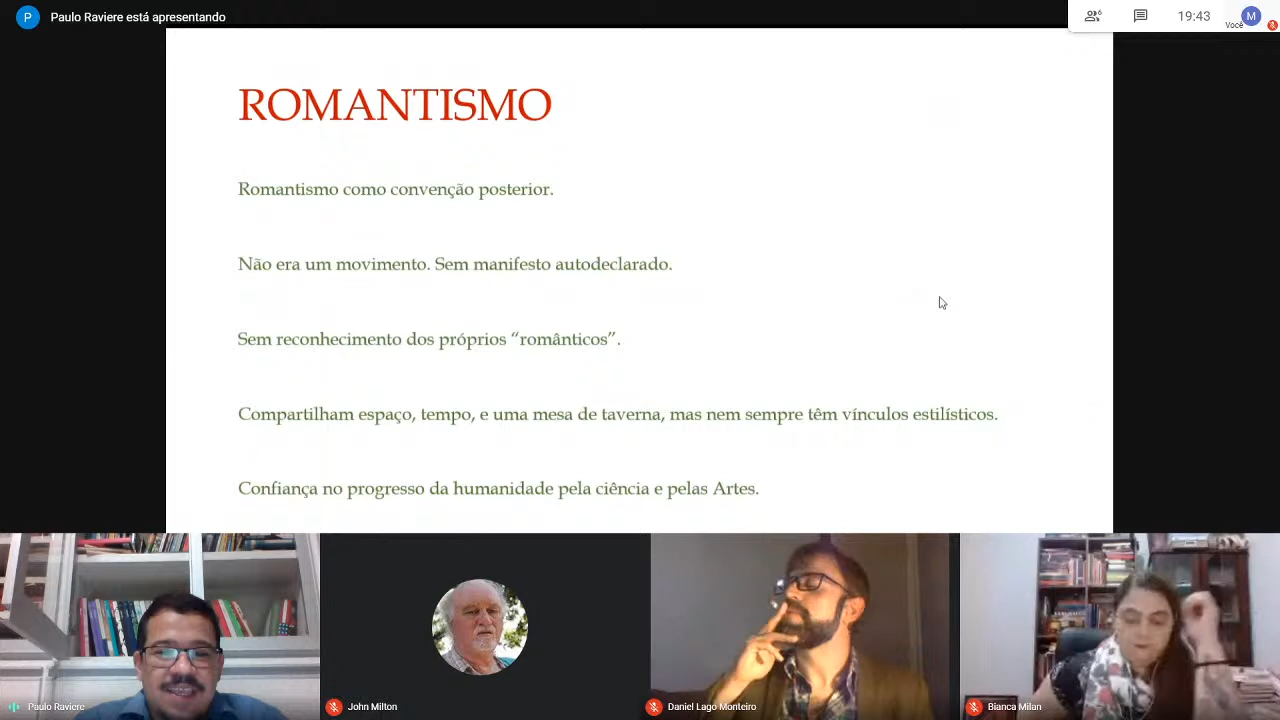 P Paulo Raviere está apresentando
6 19:43 Você M
ROMANTISMO
Romantismo como convenção posterior.
Não era um movimento. Sem manifesto autodeclarado.
Sem reconhecimento dos próprios “românticos”.
Compartilham espaço, tempo, e uma mesa de taverna, mas nem sempre têm vínculos estilísticos.
Confiança no progresso da humanidade pela ciência e pelas Artes.
Paulo Raviere
John Milton
Daniel Lago Monteiro
Bianca Milan